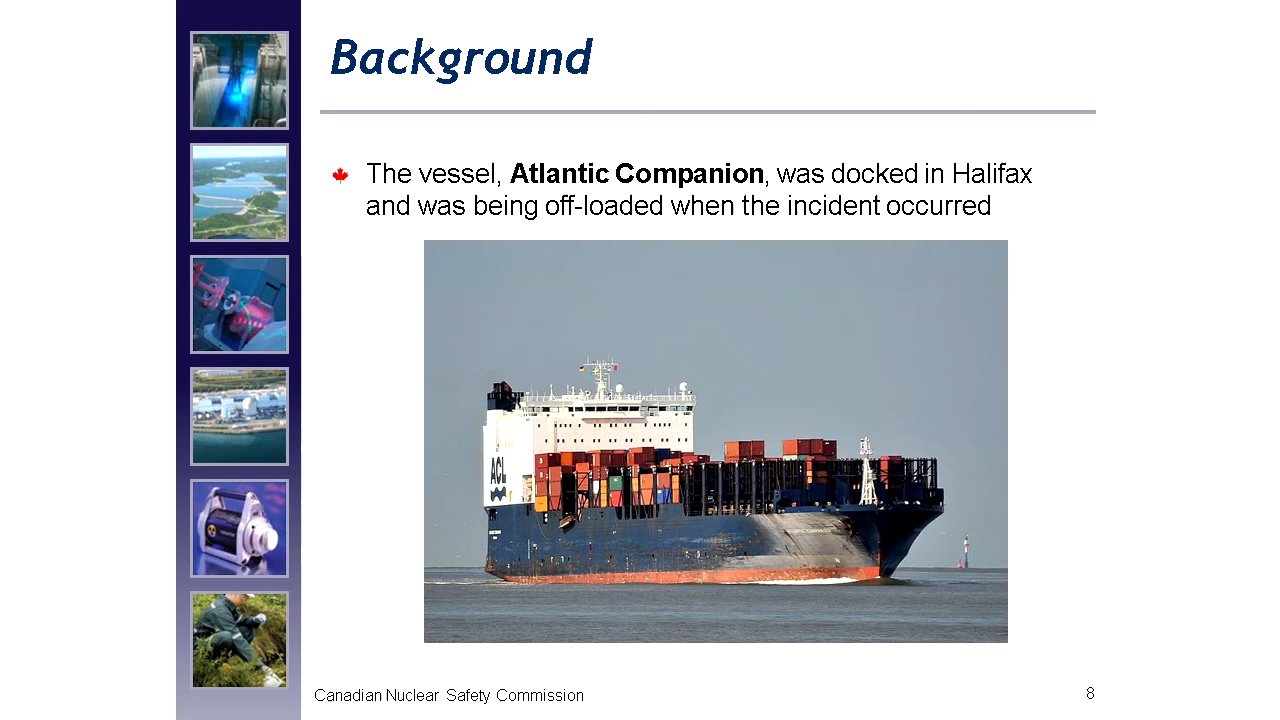 Background
The vessel, Atlantic Companion, was docked in Halifax
and was being off-loaded when the incident occurred
ACL
Canadian Nuclear Safety Commission
8